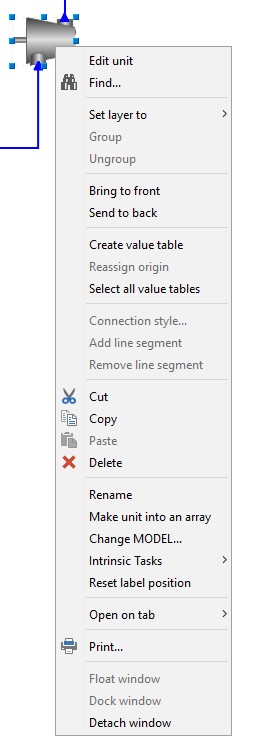 Edit unit
Find...
Set layer to
Group
Ungroup
Bring to front
Send to back
Create value table
Reassign origin
Select all value tables
Connection style...
Add line segment
Remove line segment
Cut
Copy
Paste
Delete
Rename
Make unit into an array
Change MODEL...
Intrinsic Tasks
Reset label position
Open on tab
Print...
Float window
Dock window
Detach window